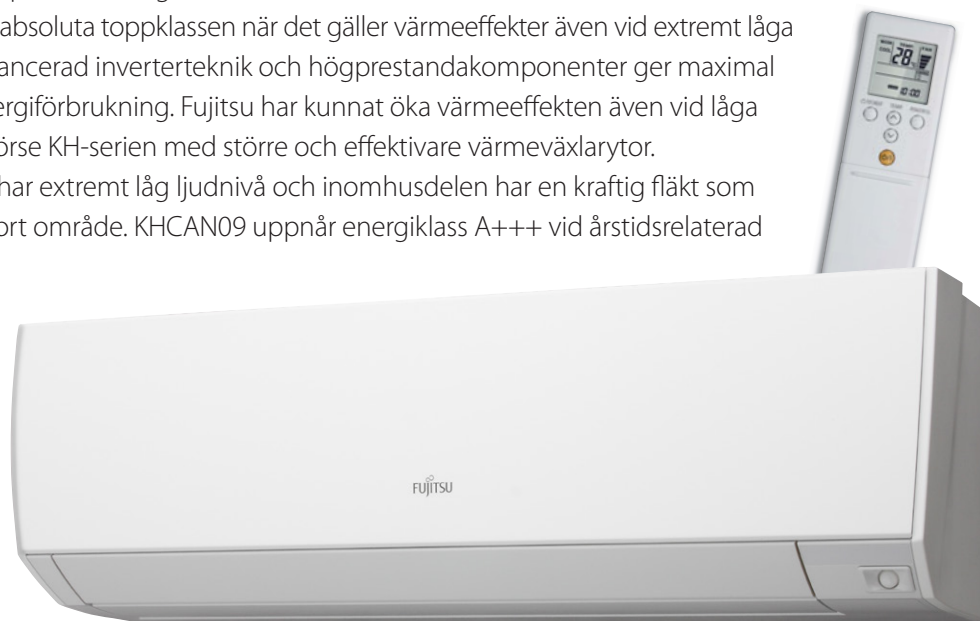 absoluta toppklassen när det gäller värmeeffekter även vid extremt låga
ancerad inverterteknik och högprestandakomponenter ger maximal
ergiförbrukning. Fujitsu har kunnat öka värmeeffekten även vid låga
örse KH-serien med större och effektivare värmeväxlarytor.
har extremt låg ljudnivå och inomhusdelen har en kraftig fläkt som
ort område. KHCAN09 uppnår energiklass A+++ vid årstidsrelaterad
28
10:00
FUJITSU